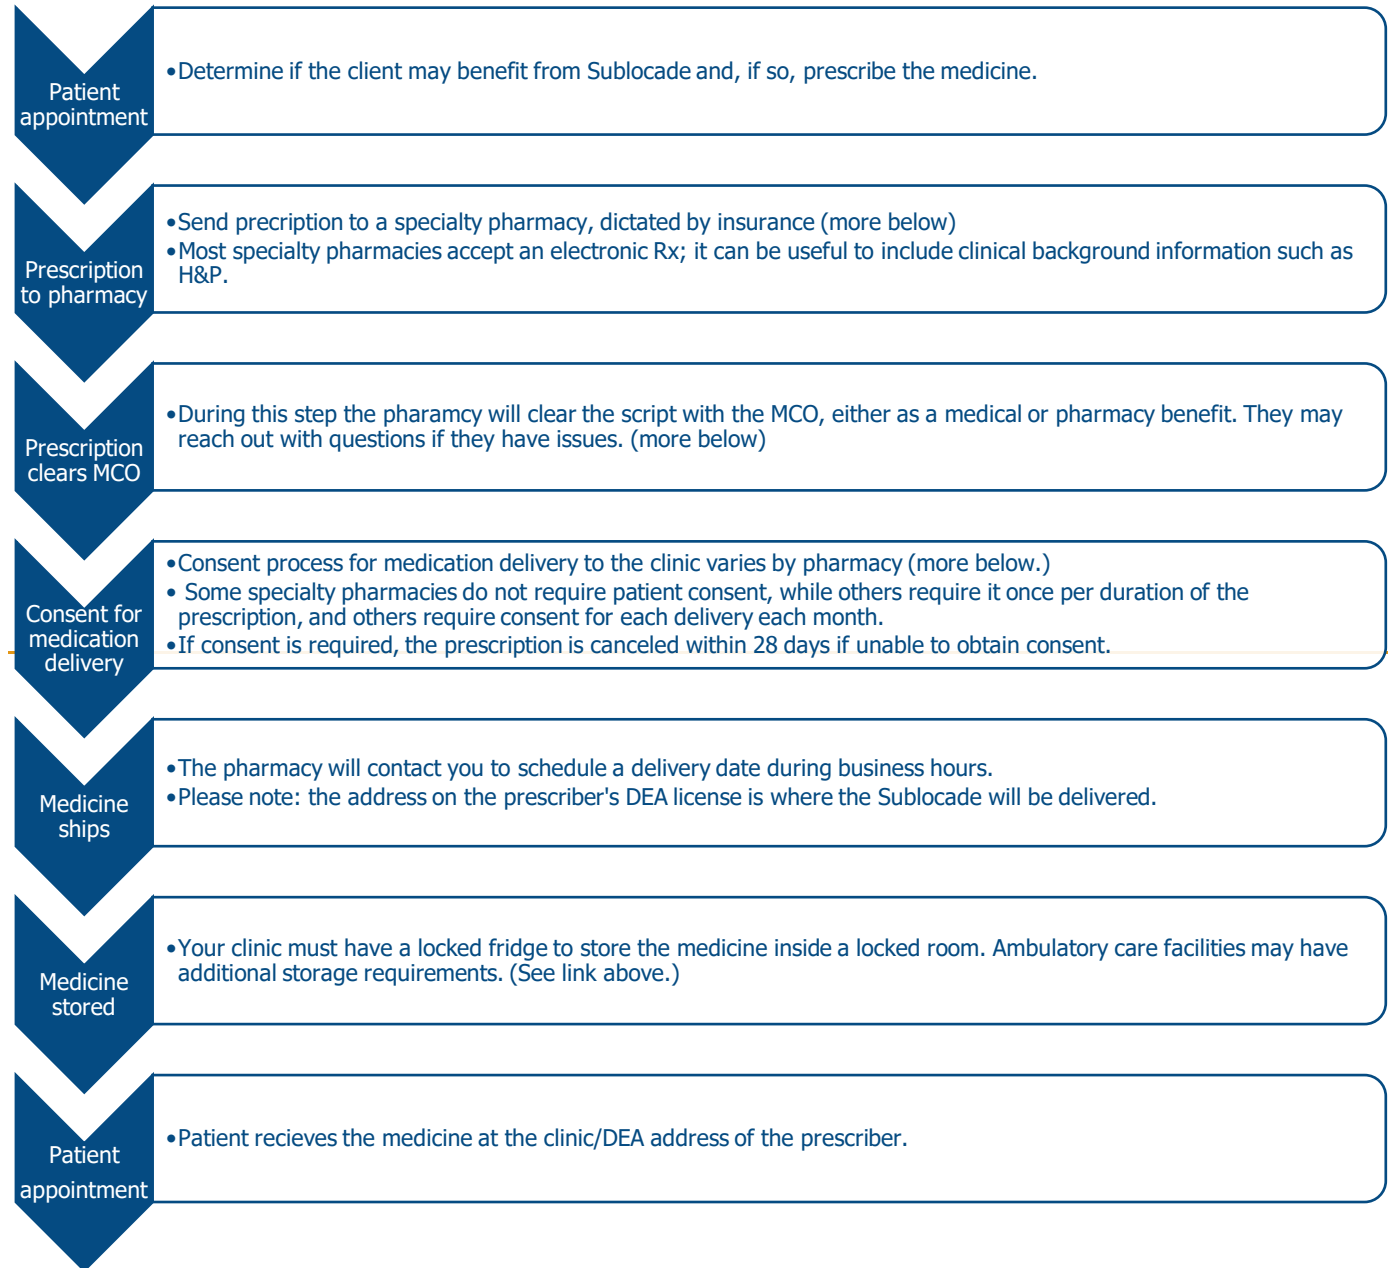 Patient
appointment
•Determine if the client may benefit from Sublocade and, if so, prescribe the medicine.
Prescription
to pharmacy
•Send precription to a specialty pharmacy, dictated by insurance (more below)
•Most specialty pharmacies accept an electronic Rx; it can be useful to include clinical background information such as
H&P.
Prescription
clears MCO
•During this step the pharamcy will clear the script with the MCO, either as a medical or pharmacy benefit. They may
reach out with questions if they have issues. (more below)
Consent for
medication
delivery
•Consent process for medication delivery to the clinic varies by pharmacy (more below.)
• Some specialty pharmacies do not require patient consent, while others require it once per duration of the
prescription, and others require consent for each delivery each month.
•If consent is required, the prescription is canceled within 28 days if unable to obtain consent.
Medicine
ships
•The pharmacy will contact you to schedule a delivery date during business hours.
•Please note: the address on the prescriber's DEA license is where the Sublocade will be delivered.
Medicine
stored
•Your clinic must have a locked fridge to store the medicine inside a locked room. Ambulatory care facilities may have
additional storage requirements. (See link above.)
Patient
appointment
•Patient recieves the medicine at the clinic/DEA address of the prescriber.